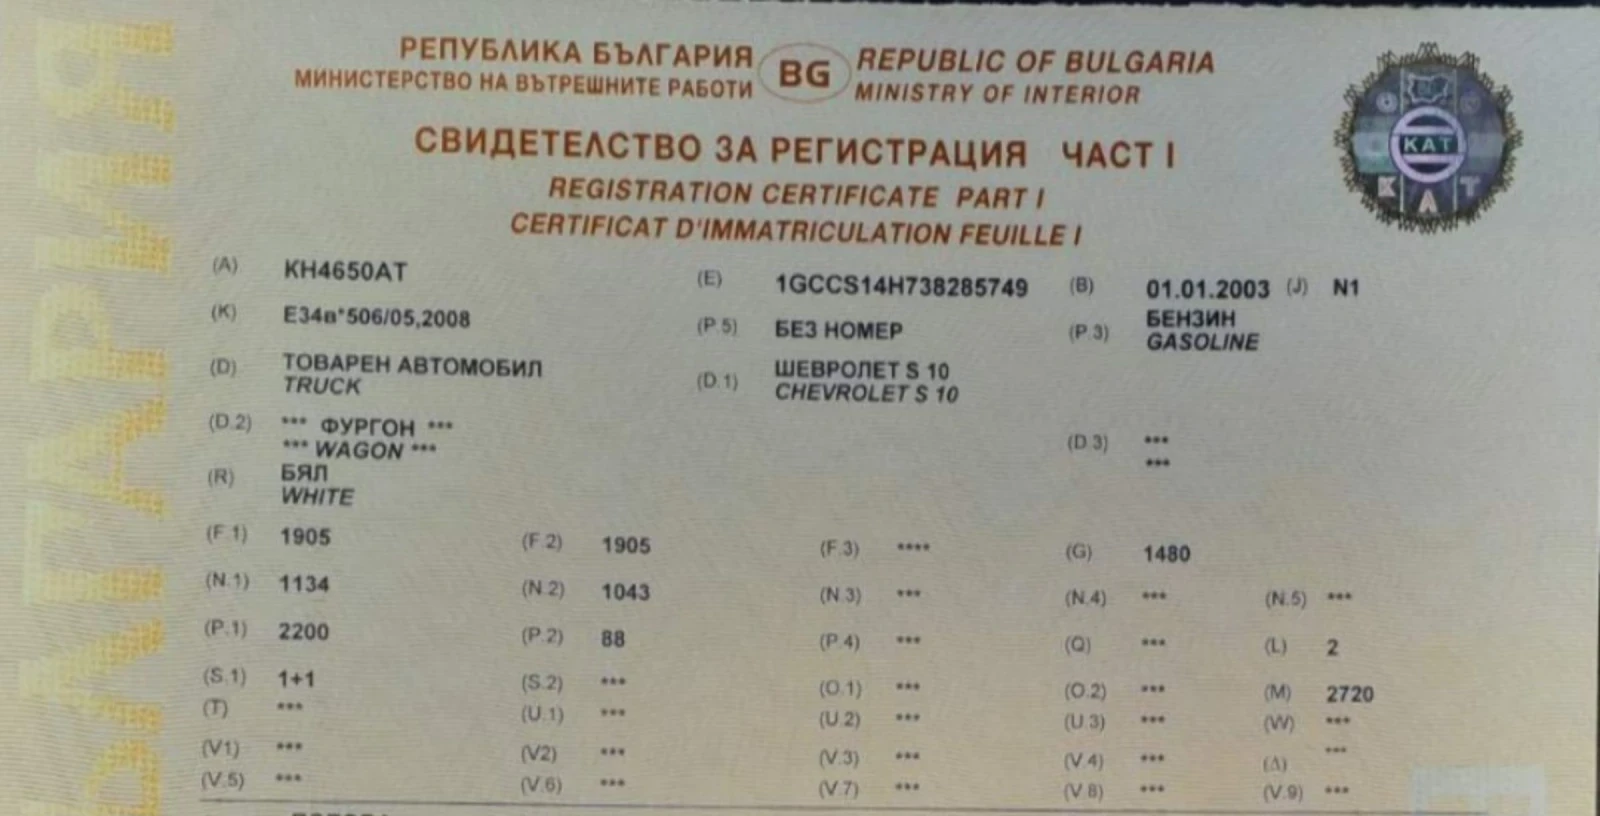 РЕПУБЛИКА БЪЛГАРИЯ BG REPUBLIC OF BULGARIA
МИНИСТЕРСТВО НА ВЪТРЕШНИТЕ РАБОТИ MINISTRY OF INTERIOR
СВИДЕТЕЛСТВО ЗА РЕГИСТРАЦИЯ ЧАСТ I
REGISTRATION CERTIFICATE PART I
CERTIFICAT D'IMMATRICULATION FEUILLE I
КАТ
К А Т
(A) КН4650АТ (E) 1GCCS14H738285749 (B) 01.01.2003 (J) N1
(K) Е34в*506/05,2008 (P.5) БЕЗ НОМЕР (P.3) БЕНЗИН
GASOLINE
(D) ТОВАРЕН АВТОМОБИЛ (D.1) ШЕВРОЛЕТ S 10
TRUCK CHEVROLET S 10
(D.2) *** ФУРГОН *** (D.3) ***
*** WAGON *** ***
(R) БЯЛ
WHITE
(F.1) 1905 (F.2) 1905 (F.3) **** (G) 1480
(N.1) 1134 (N.2) 1043 (N.3) *** (N.4) *** (N.5) ***
(P.1) 2200 (P.2) 88 (P.4) *** (Q) *** (L) 2
(S.1) 1+1 (S.2) *** (O.1) *** (O.2) *** (M) 2720
(T) *** (U.1) *** (U.2) *** (U.3) *** (W) ***
(V1) *** (V2) *** (V.3) *** (V.4) *** (Δ) ***
(V.5) *** (V.6) *** (V.7) *** (V.8) *** (V.9) ***